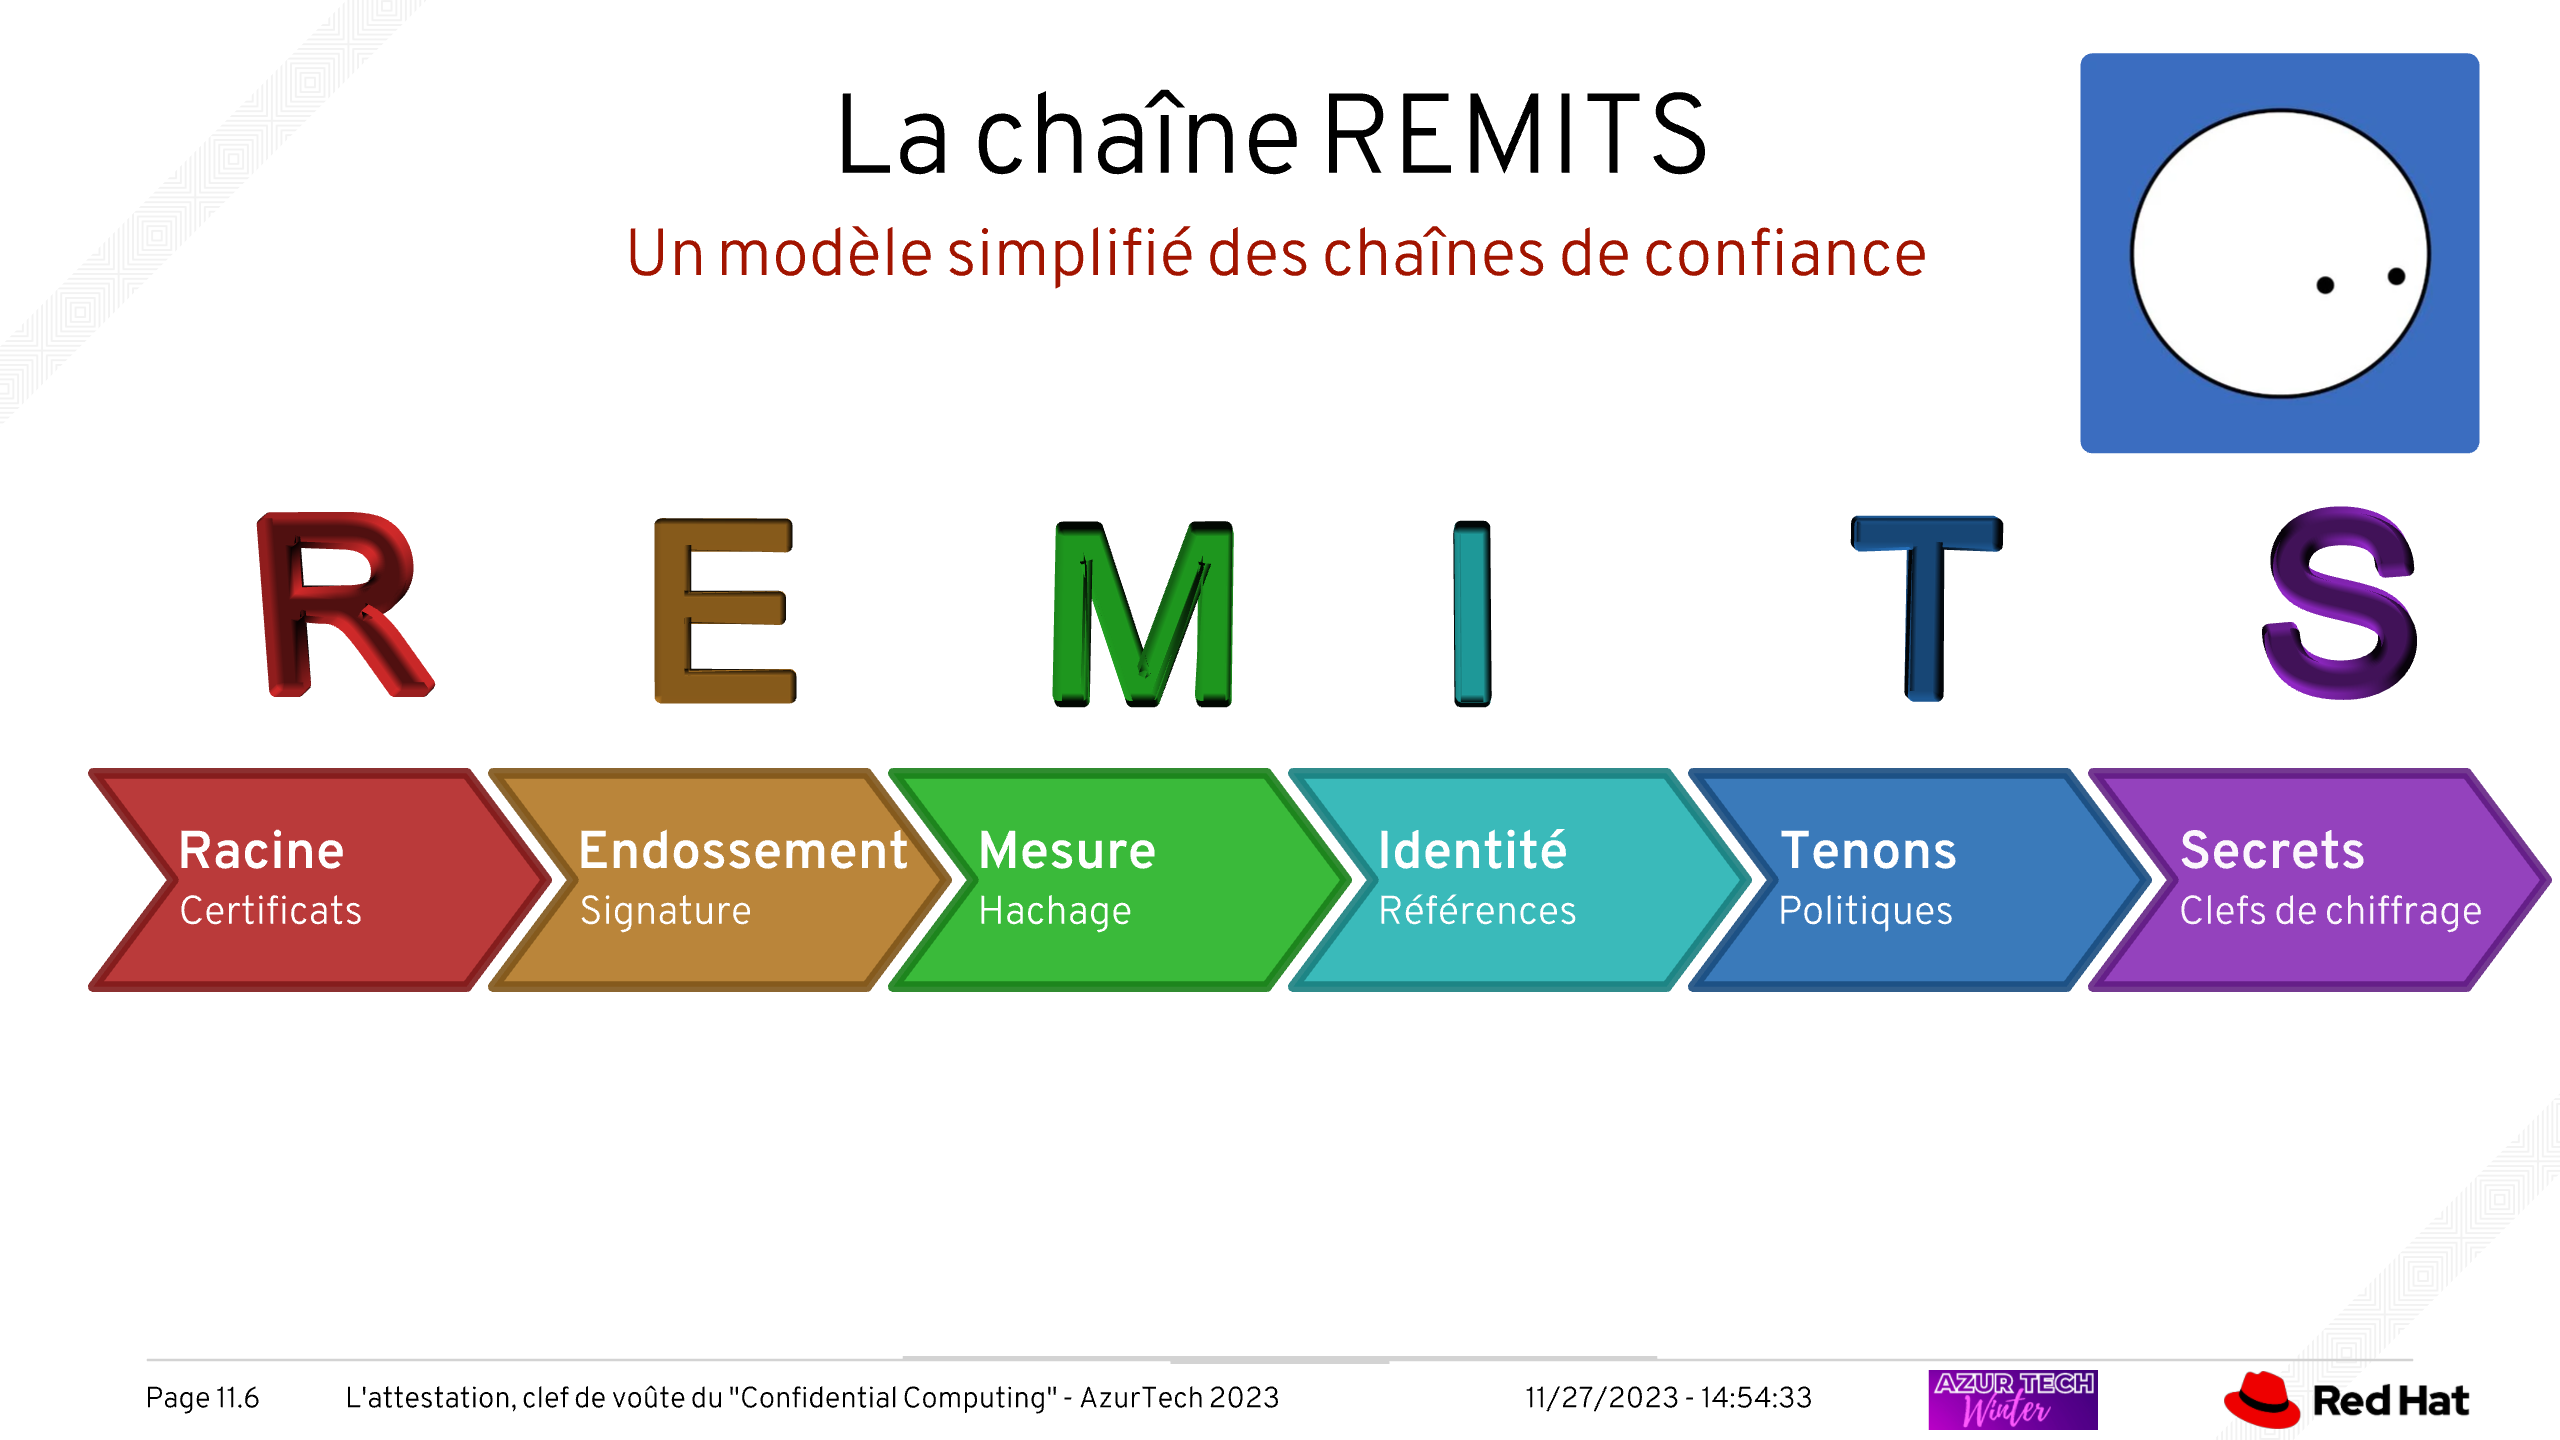 La chaîne REMITS
Un modèle simplifié des chaînes de confiance
R E M I T S
Racine
Certificats
Endossement
Signature
Mesure
Hachage
Identité
Références
Tenons
Politiques
Secrets
Clefs de chiffrage
Page 11.6
L'attestation, clef de voûte du "Confidential Computing" - AzurTech 2023
11/27/2023 - 14:54:33
AZUR TECH
Winter
Red Hat